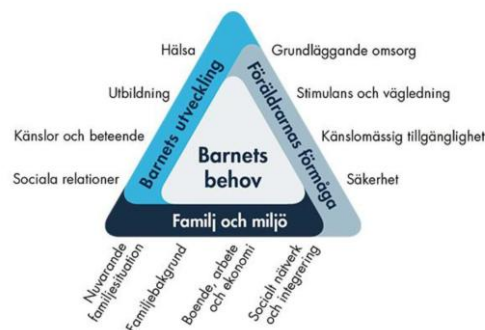 Hälsa
Utbildning
Känslor och beteende
Sociala relationer
Barnets utveckling
Grundläggande omsorg
Stimulans och vägledning
Känslomässig tillgänglighet
Säkerhet
Föräldrarnas förmåga
Barnets
behov
Familj och miljö
Nuvarande
familjesituation
Familjebakgrund
Boende, arbete
och ekonomi
Socialt nätverk
och integrering